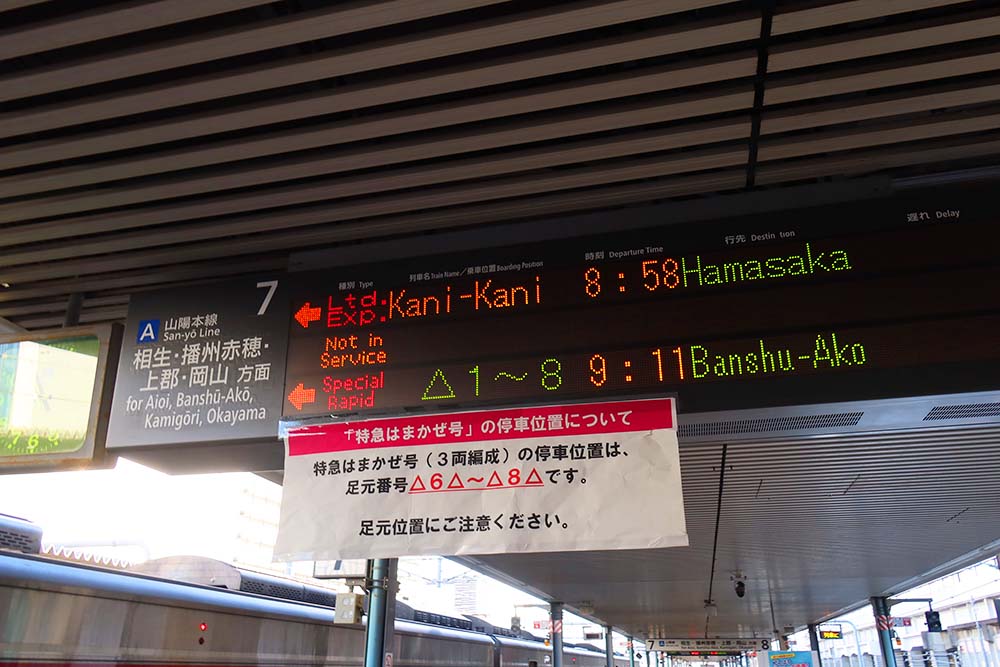 7
A 山陽本線
San-yō Line
相生・播州赤穂・
上郡・岡山 方面
for Aioi, Banshū-Akō,
Kamigōri, Okayama
種別 Type 列車名 Train Name／乗車位置 Boarding Position 時刻 Departure Time 行先 Destin tion 遅れ Delay
Ltd. Exp. Kani-Kani 8:58 Hamasaka
Not in Service
Special Rapid △1～8 9:11 Banshu-Ako
「特急はまかぜ号」の停車位置について
特急はまかぜ号（３両編成）の停車位置は、
足元番号△６△～△８△です。
足元位置にご注意ください。
7 8